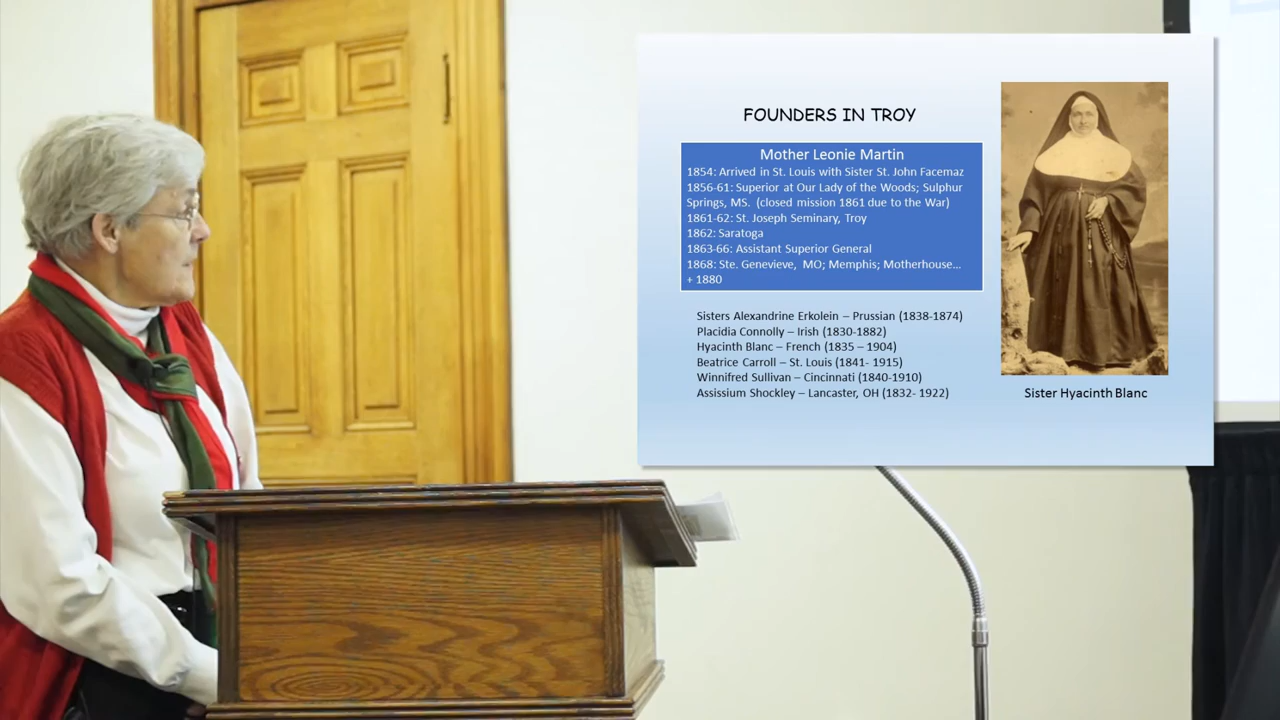 FOUNDERS IN TROY
Mother Leonie Martin
1854: Arrived in St. Louis with Sister St. John Facemaz
1856-61: Superior at Our Lady of the Woods; Sulphur
Springs, MS. (closed mission 1861 due to the War)
1861-62: St. Joseph Seminary, Troy
1862: Saratoga
1863-66: Assistant Superior General
1868: Ste. Genevieve, MO; Memphis; Motherhouse...
+ 1880
Sisters Alexandrine Erkolein – Prussian (1838-1874)
Placidia Connolly – Irish (1830-1882)
Hyacinth Blanc – French (1835 – 1904)
Beatrice Carroll – St. Louis (1841- 1915)
Winnifred Sullivan – Cincinnati (1840-1910)
Assissium Shockley – Lancaster, OH (1832- 1922)
Sister Hyacinth Blanc